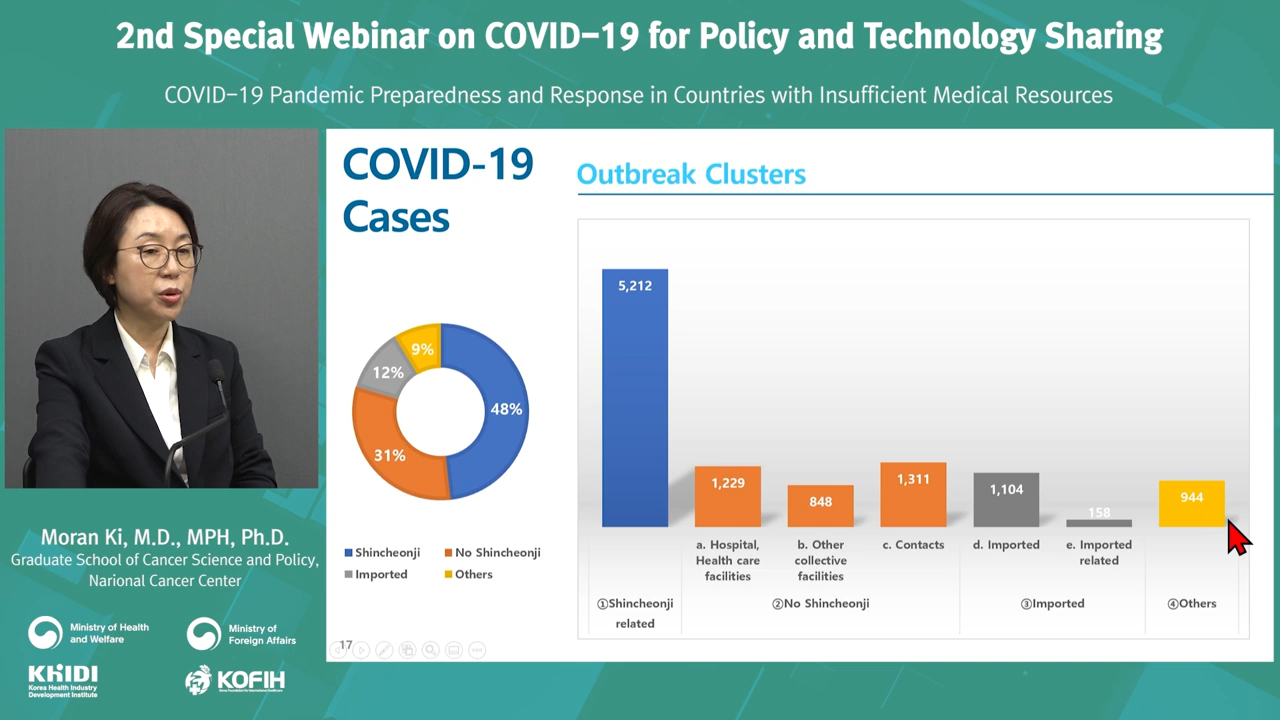 2nd Special Webinar on COVID-19 for Policy and Technology Sharing
COVID-19 Pandemic Preparedness and Response in Countries with Insufficient Medical Resources
COVID-19
Cases
Outbreak Clusters
9%
12%
48%
31%
Shincheonji
No Shincheonji
Imported
Others
5,212
1,229
848
1,311
1,104
158
944
a. Hospital,
Health care
facilities
b. Other
collective
facilities
c. Contacts
d. Imported
e. Imported
related
①Shincheonji
related
②No Shincheonji
③Imported
④Others
17
Moran Ki, M.D., MPH, Ph.D.
Graduate School of Cancer Science and Policy,
Narional Cancer Center
Ministry of Health
and Welfare
Ministry of
Foreign Affairs
KHIDI
Korea Health Industry
Development Institute
KOFIH